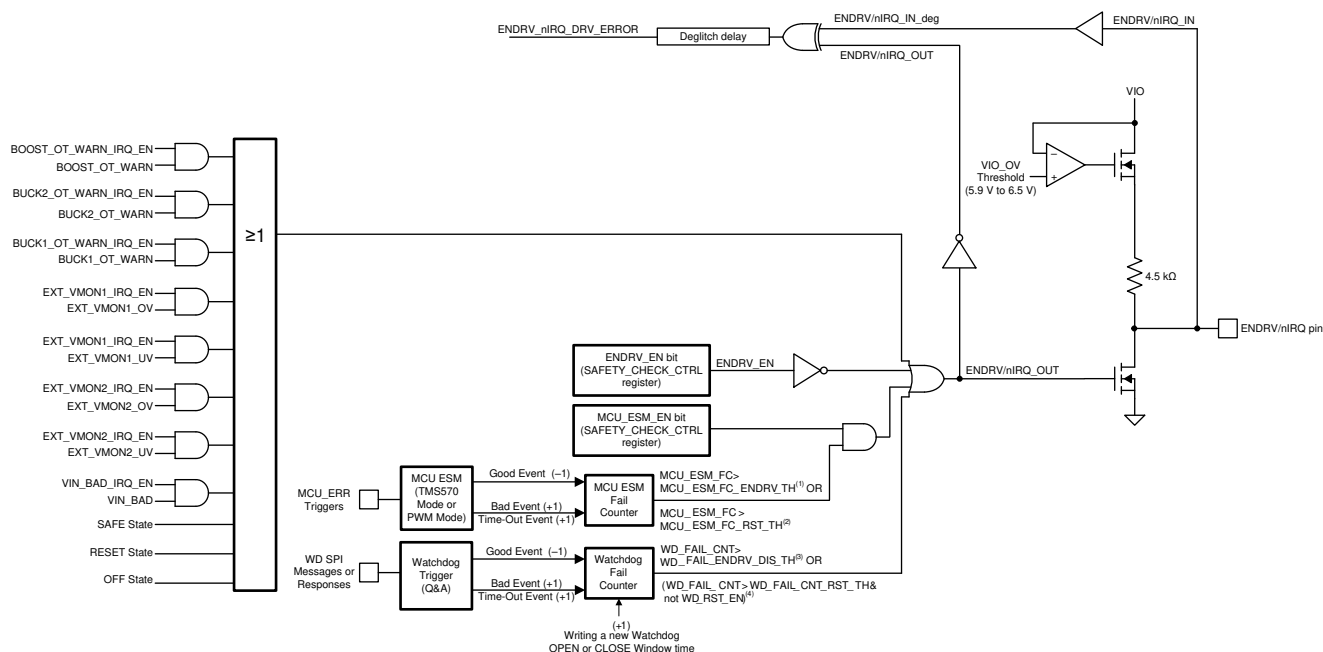 ENDRV_nIRQ_DRV_ERROR
Deglitch delay
ENDRV/nIRQ_IN_deg
ENDRV/nIRQ_IN
ENDRV/nIRQ_OUT
VIO
VIO_OV
Threshold
(5.9 V to 6.5 V)
−
+
4.5 kΩ
ENDRV/nIRQ pin
BOOST_OT_WARN_IRQ_EN
BOOST_OT_WARN
BUCK2_OT_WARN_IRQ_EN
BUCK2_OT_WARN
BUCK1_OT_WARN_IRQ_EN
BUCK1_OT_WARN
EXT_VMON1_IRQ_EN
EXT_VMON1_OV
EXT_VMON1_IRQ_EN
EXT_VMON1_UV
EXT_VMON2_IRQ_EN
EXT_VMON2_OV
EXT_VMON2_IRQ_EN
EXT_VMON2_UV
VIN_BAD_IRQ_EN
VIN_BAD
SAFE State
RESET State
OFF State
≥1
ENDRV_EN bit
(SAFETY_CHECK_CTRL
register)
ENDRV_EN
ENDRV/nIRQ_OUT
MCU_ESM_EN bit
(SAFETY_CHECK_CTRL
register)
MCU_ERR
Triggers
MCU ESM
(TMS570
Mode or
PWM Mode)
Good Event (−1)
Bad Event (+1)
Time-Out Event (+1)
MCU ESM
Fail
Counter
MCU_ESM_FC>
MCU_ESM_FC_ENDRV_TH(1) OR
MCU_ESM_FC >
MCU_ESM_FC_RST_TH(2)
WD SPI
Messages or
Responses
Watchdog
Trigger
(Q&A)
Good Event (−1)
Bad Event (+1)
Time-Out Event (+1)
Watchdog
Fail
Counter
WD_FAIL_CNT>
WD_FAIL_ENDRV_DIS_TH(3) OR
(WD_FAIL_CNT> WD_FAIL_CNT_RST_TH&
not WD_RST_EN)(4)
(+1)
Writing a new Watchdog
OPEN or CLOSE Window time